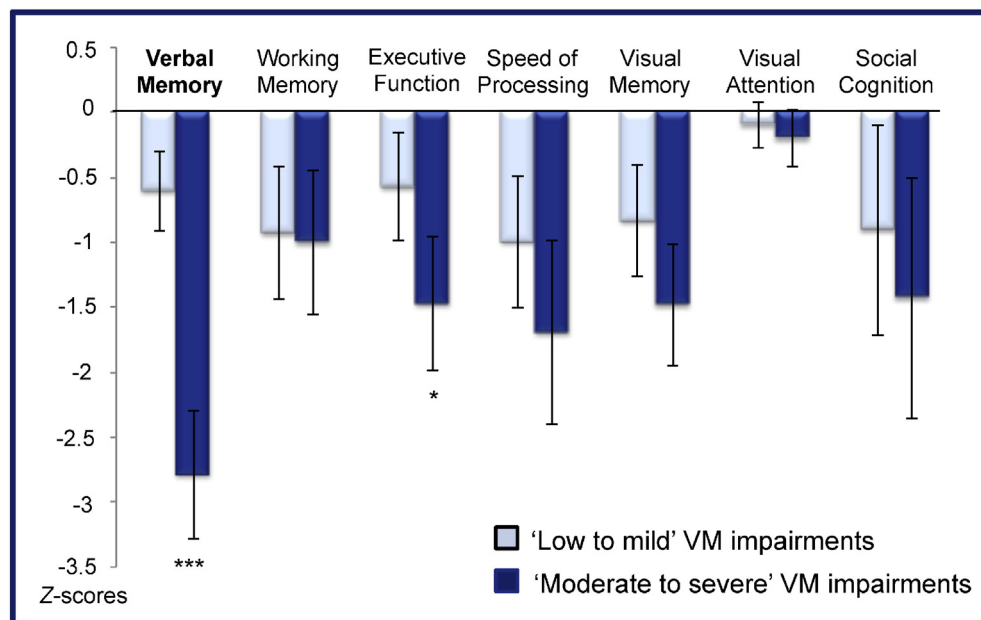 0.5
0
-0.5
-1
-1.5
-2
-2.5
-3
-3.5
Z-scores
Verbal
Memory
Working
Memory
Executive
Function
Speed of
Processing
Visual
Memory
Visual
Attention
Social
Cognition
***
*
‘Low to mild’ VM impairments
‘Moderate to severe’ VM impairments